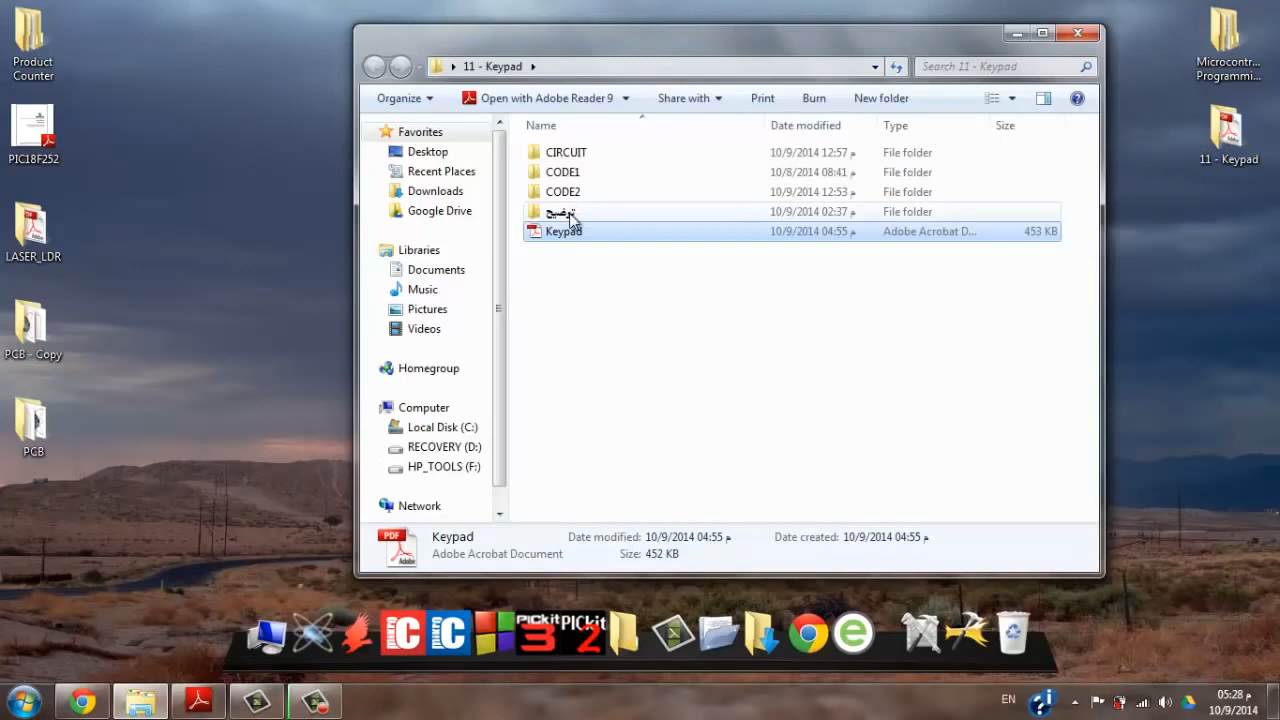 Product
Counter
PIC18F252
LASER_LDR
PCB - Copy
PCB
Microcontr...
Programmi...
11 - Keypad
11 - Keypad
Search 11 - Keypad
Organize
Open with Adobe Reader 9
Share with
Print
Burn
New folder
Name
Date modified
Type
Size
Favorites
Desktop
Recent Places
Downloads
Google Drive
Libraries
Documents
Music
Pictures
Videos
Homegroup
Computer
Local Disk (C:)
RECOVERY (D:)
HP_TOOLS (F:)
Network
CIRCUIT 10/9/2014 12:57 م File folder
CODE1 10/8/2014 08:41 م File folder
CODE2 10/9/2014 12:53 م File folder
توضيح 10/9/2014 02:37 م File folder
Keypad 10/9/2014 04:55 م Adobe Acrobat D... 453 KB
Keypad
Adobe Acrobat Document
Date modified: 10/9/2014 04:55 م
Size: 452 KB
Date created: 10/9/2014 04:55 م
PDF
Adobe
mikro C
mikro C
PICkit 3
PICkit 2
EN
05:28 م
10/9/2014